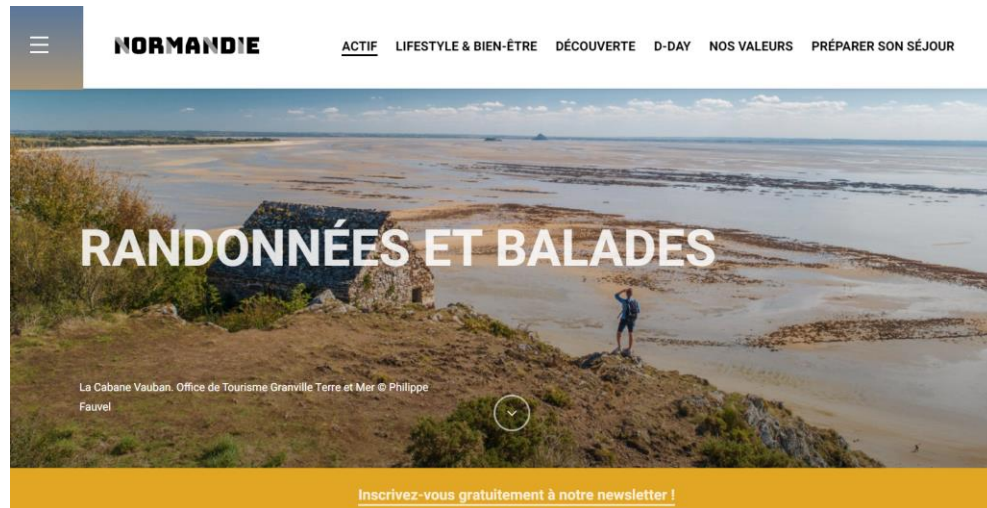 NORMANDIE
ACTIF LIFESTYLE & BIEN-ÊTRE DÉCOUVERTE D-DAY NOS VALEURS PRÉPARER SON SÉJOUR
RANDONNÉES ET BALADES
La Cabane Vauban. Office de Tourisme Granville Terre et Mer © Philippe
Fauvel
Inscrivez-vous gratuitement à notre newsletter !